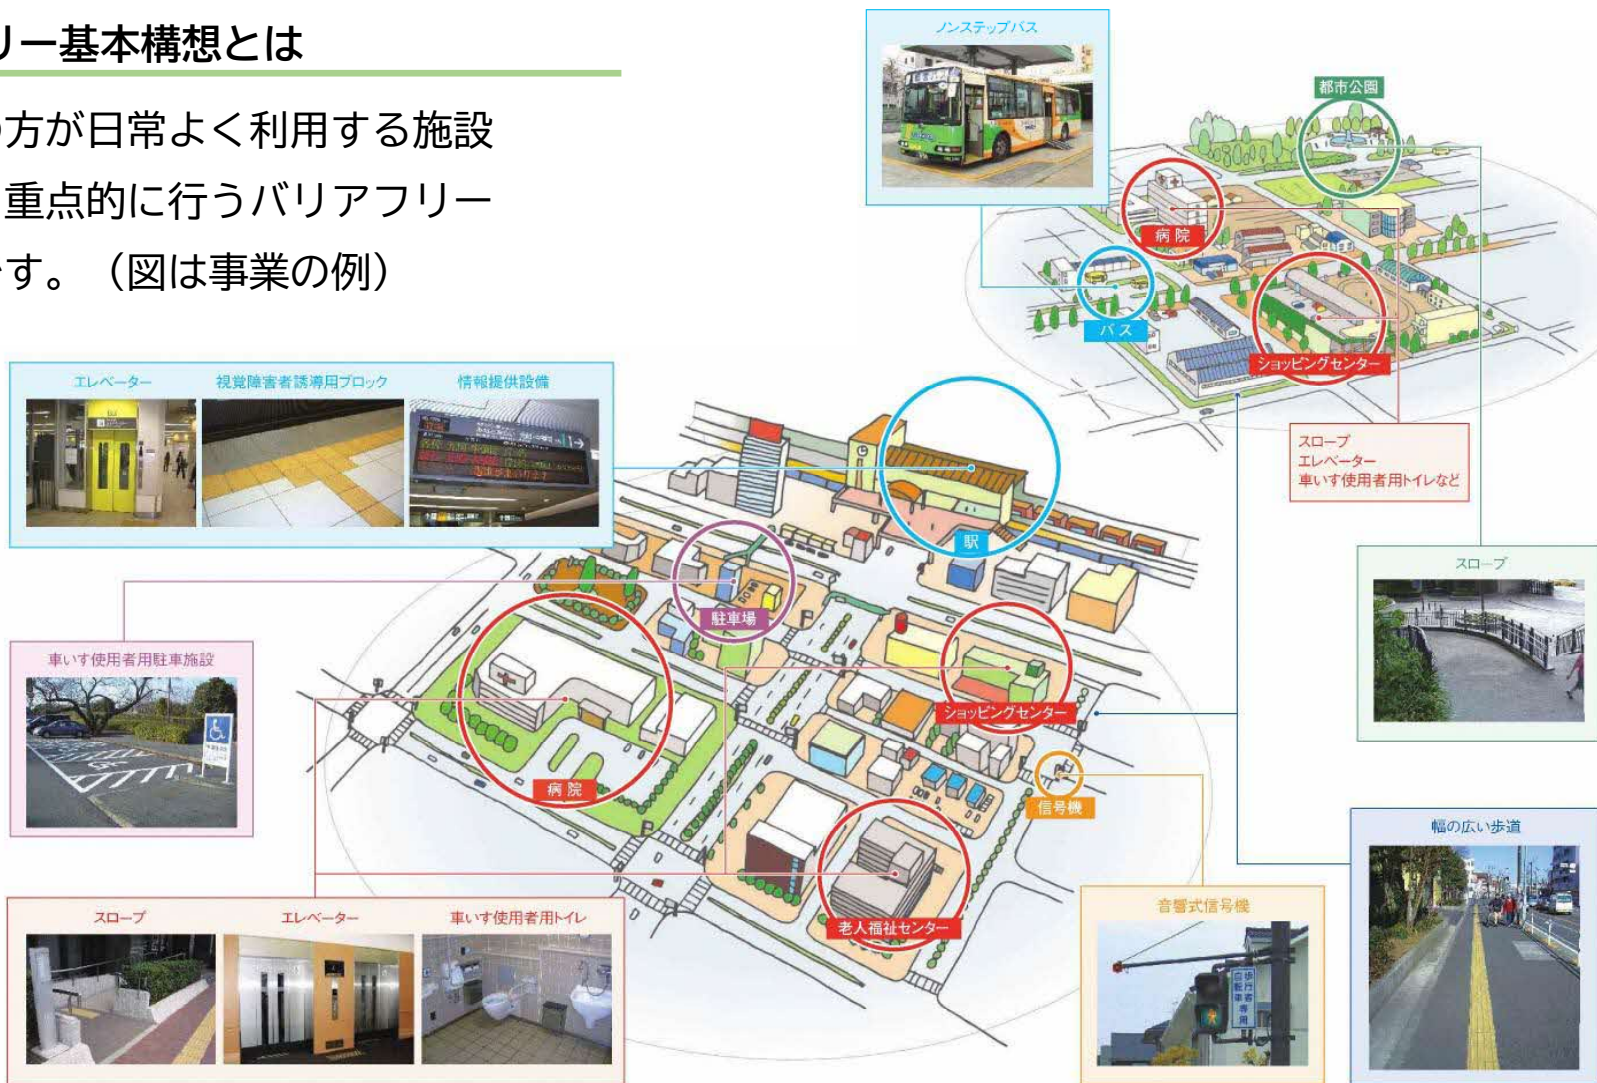 リー基本構想とは
の方が日常よく利用する施設
重点的に行うバリアフリー
す。（図は事業の例）
ノンステップバス
都市公園
病院
バス
ショッピングセンター
スロープ
エレベーター
車いす使用者用トイレなど
エレベーター
視覚障害者誘導用ブロック
情報提供設備
駅
駐車場
スロープ
車いす使用者用駐車施設
ショッピングセンター
病院
信号機
幅の広い歩道
老人福祉センター
音響式信号機
歩行者
自転車専用
スロープ
エレベーター
車いす使用者用トイレ